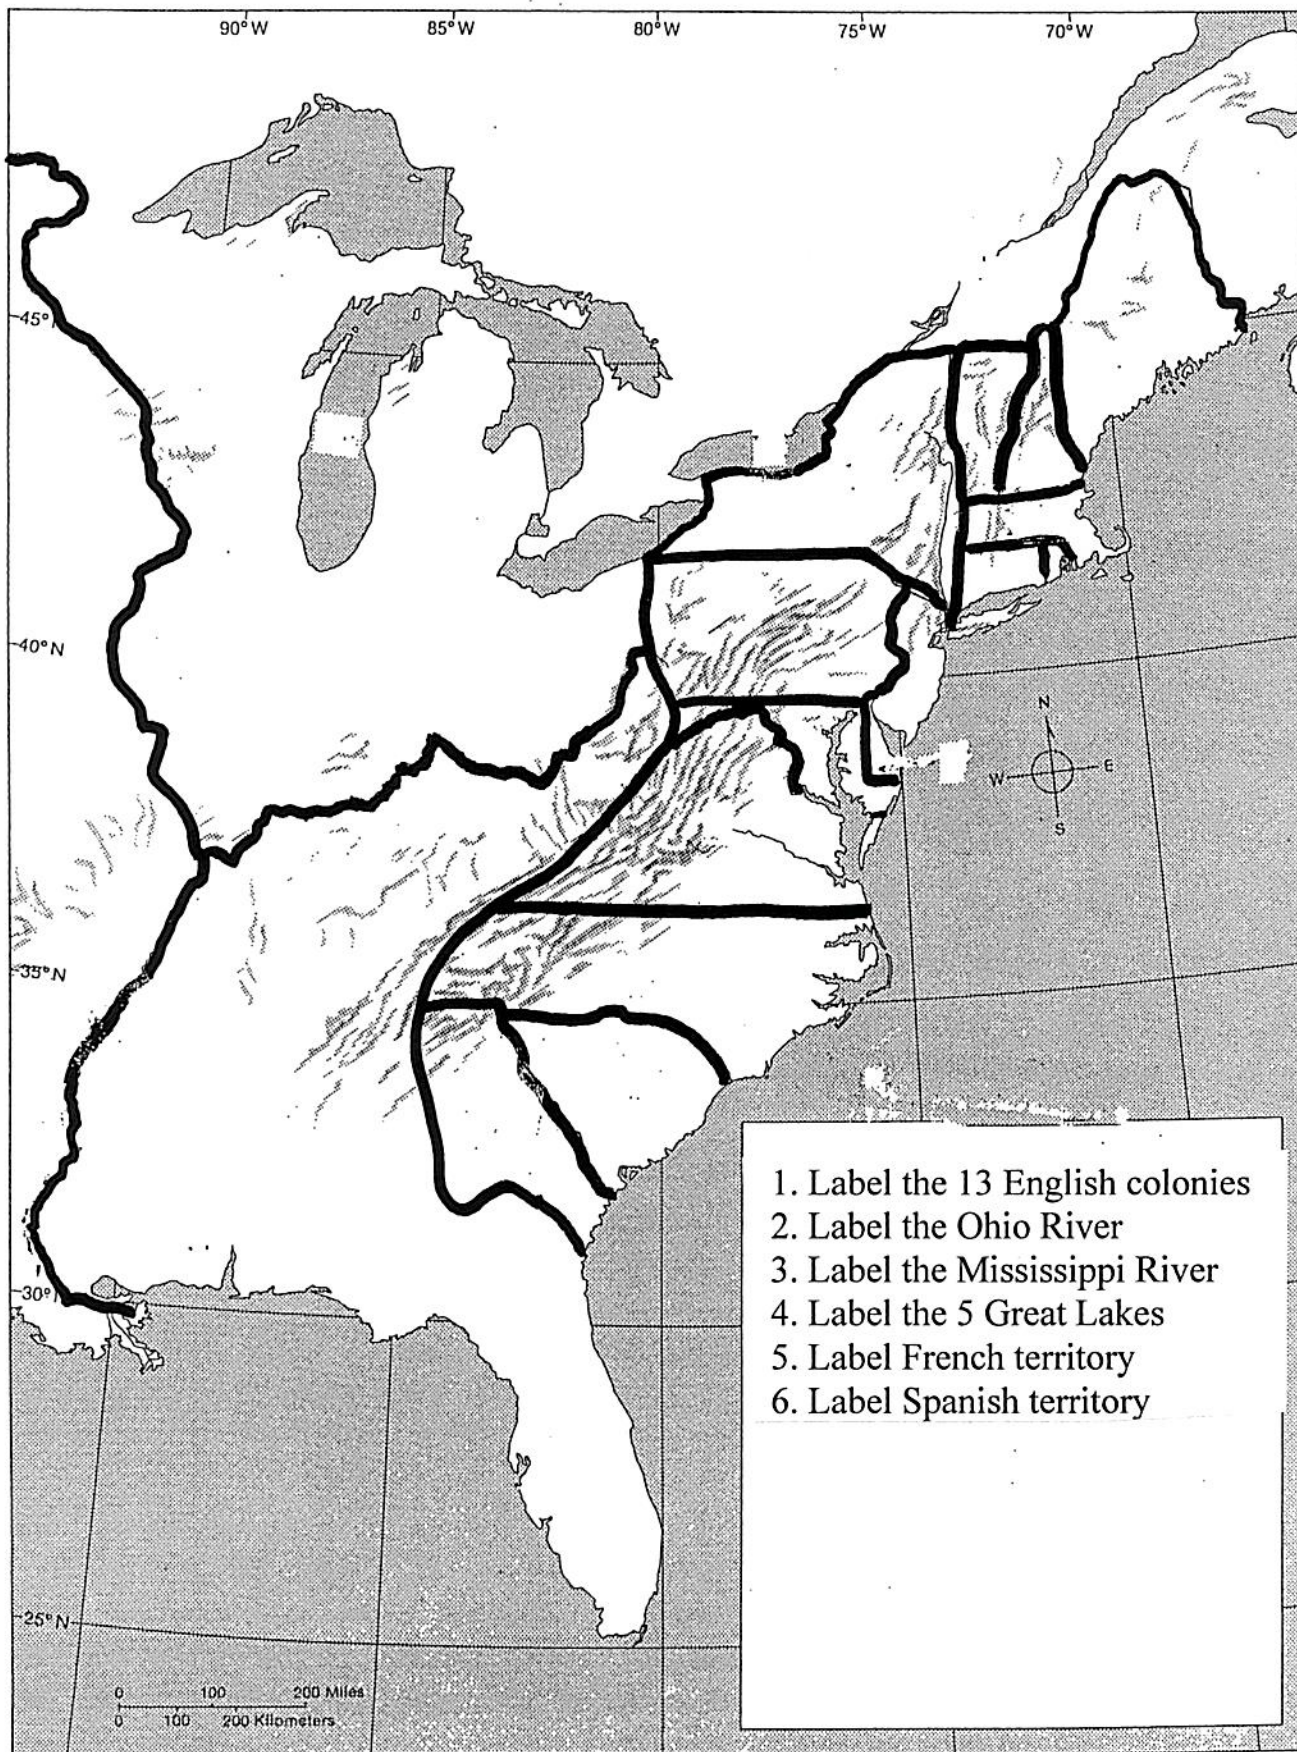 90°W 85°W 80°W 75°W 70°W
45°
40°N
35°N
30°
25°N
N
W E
S
1. Label the 13 English colonies
2. Label the Ohio River
3. Label the Mississippi River
4. Label the 5 Great Lakes
5. Label French territory
6. Label Spanish territory
0 100 200 Miles
0 100 200 Kilometers